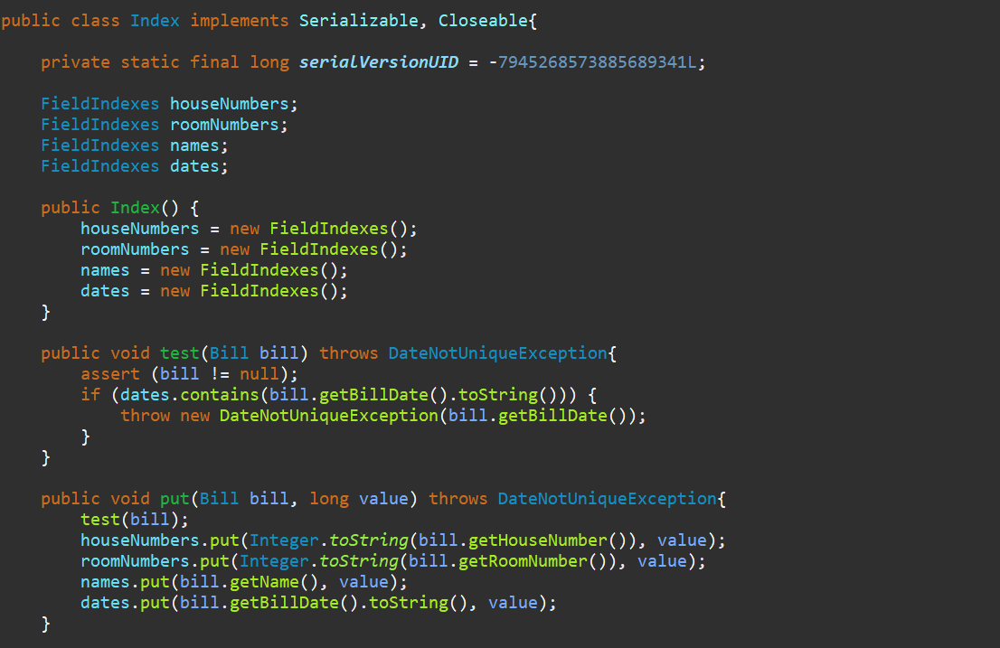 public class Index implements Serializable, Closeable{
private static final long serialVersionUID = -7945268573885689341L;
FieldIndexes houseNumbers;
FieldIndexes roomNumbers;
FieldIndexes names;
FieldIndexes dates;
public Index() {
houseNumbers = new FieldIndexes();
roomNumbers = new FieldIndexes();
names = new FieldIndexes();
dates = new FieldIndexes();
}
public void test(Bill bill) throws DateNotUniqueException{
assert (bill != null);
if (dates.contains(bill.getBillDate().toString())) {
throw new DateNotUniqueException(bill.getBillDate());
}
}
public void put(Bill bill, long value) throws DateNotUniqueException{
test(bill);
houseNumbers.put(Integer.toString(bill.getHouseNumber()), value);
roomNumbers.put(Integer.toString(bill.getRoomNumber()), value);
names.put(bill.getName(), value);
dates.put(bill.getBillDate().toString(), value);
}